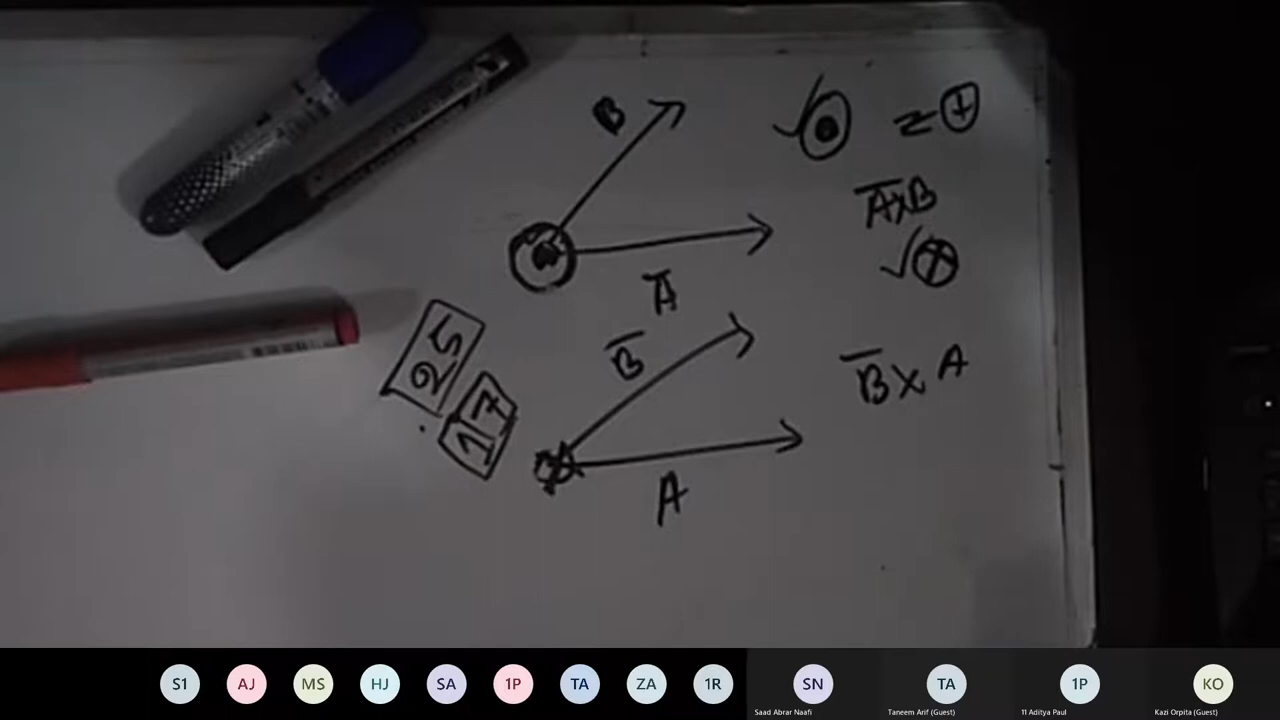 B
= +
A̅xB
A̅
25
17
B̅
B̅ x A
A
S1
AJ
MS
HJ
SA
1P
TA
ZA
1R
SN
TA
1P
KO
Saad Abrar Naafi
Taneem Arif (Guest)
11 Aditya Paul
Kazi Orpita (Guest)